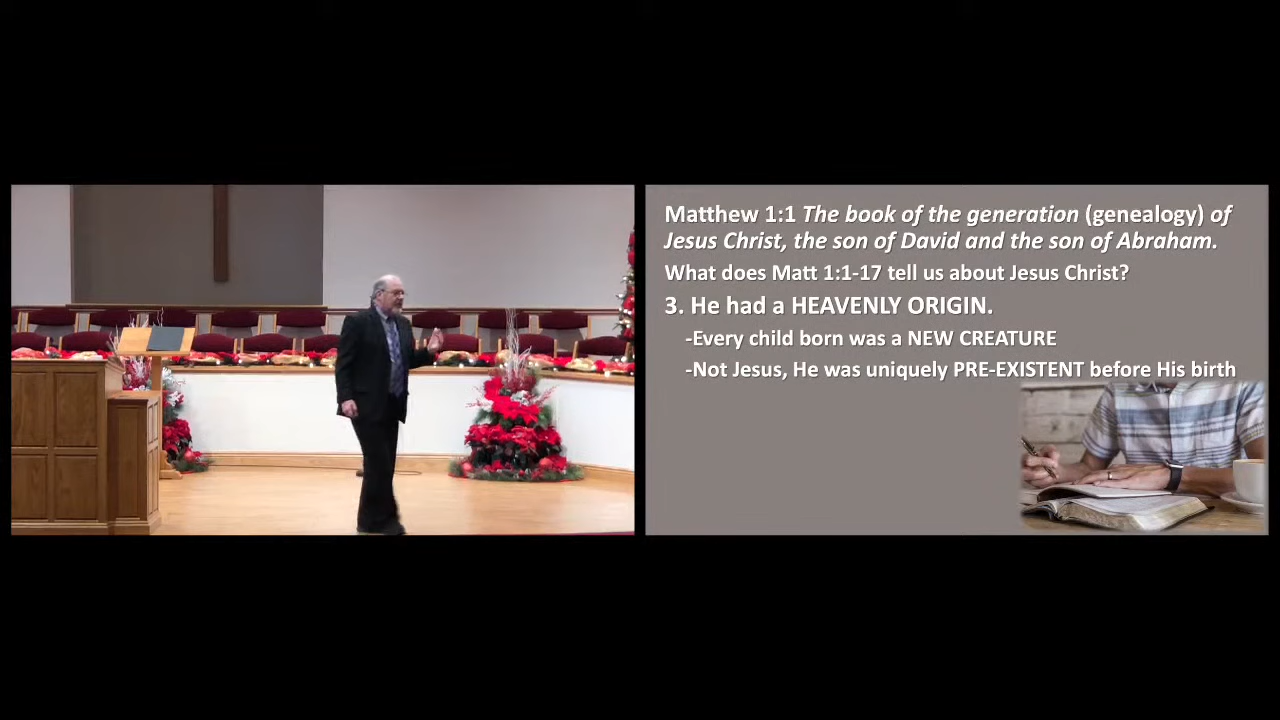 Matthew 1:1 The book of the generation (genealogy) of
Jesus Christ, the son of David and the son of Abraham.
What does Matt 1:1-17 tell us about Jesus Christ?
3. He had a HEAVENLY ORIGIN.
-Every child born was a NEW CREATURE
-Not Jesus, He was uniquely PRE-EXISTENT before His birth